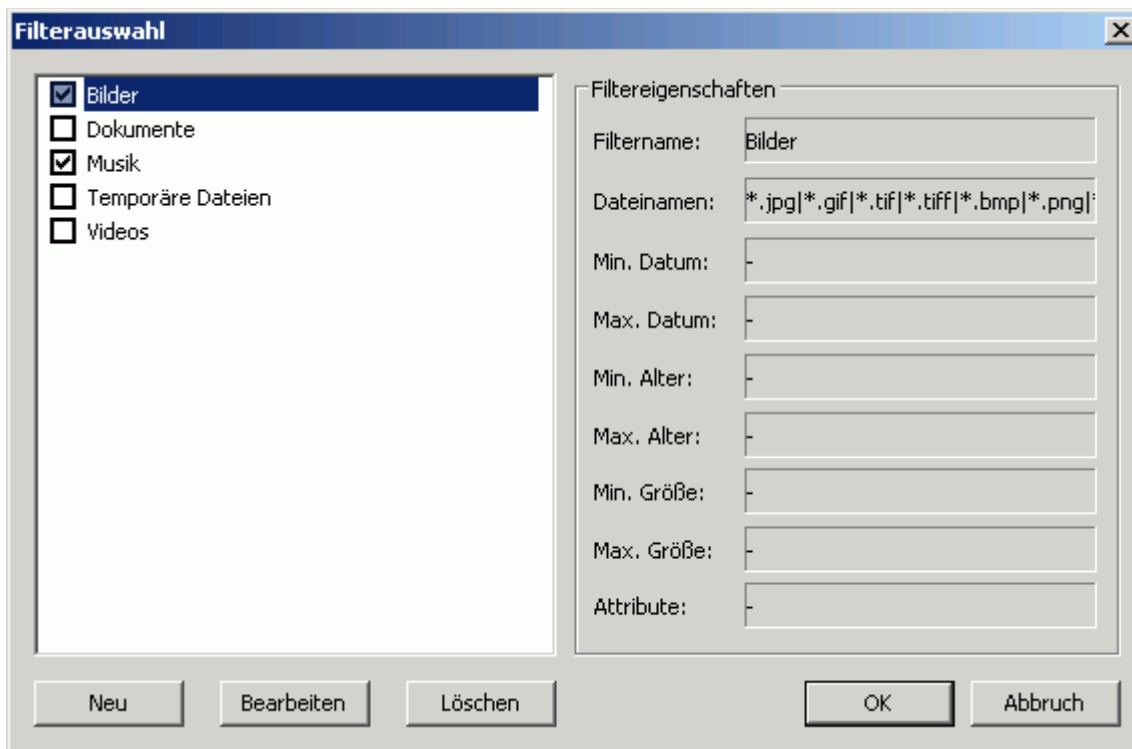 Filterauswahl
Bilder
Dokumente
Musik
Temporäre Dateien
Videos
Filtereigenschaften
Filtername: Bilder
Dateinamen: *.jpg|*.gif|*.tif|*.tiff|*.bmp|*.png|*
Min. Datum: -
Max. Datum: -
Min. Alter: -
Max. Alter: -
Min. Größe: -
Max. Größe: -
Attribute: -
Neu Bearbeiten Löschen OK Abbruch